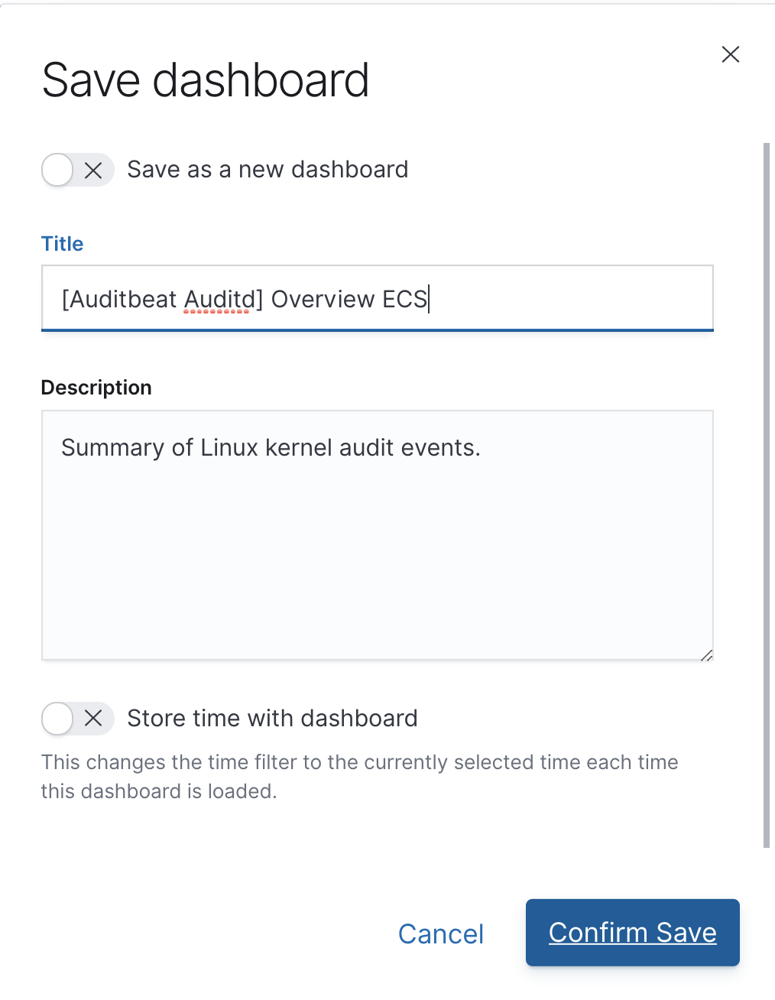 Save dashboard
Save as a new dashboard
Title
[Auditbeat Auditd] Overview ECS
Description
Summary of Linux kernel audit events.
Store time with dashboard
This changes the time filter to the currently selected time each time
this dashboard is loaded.
Cancel
Confirm Save